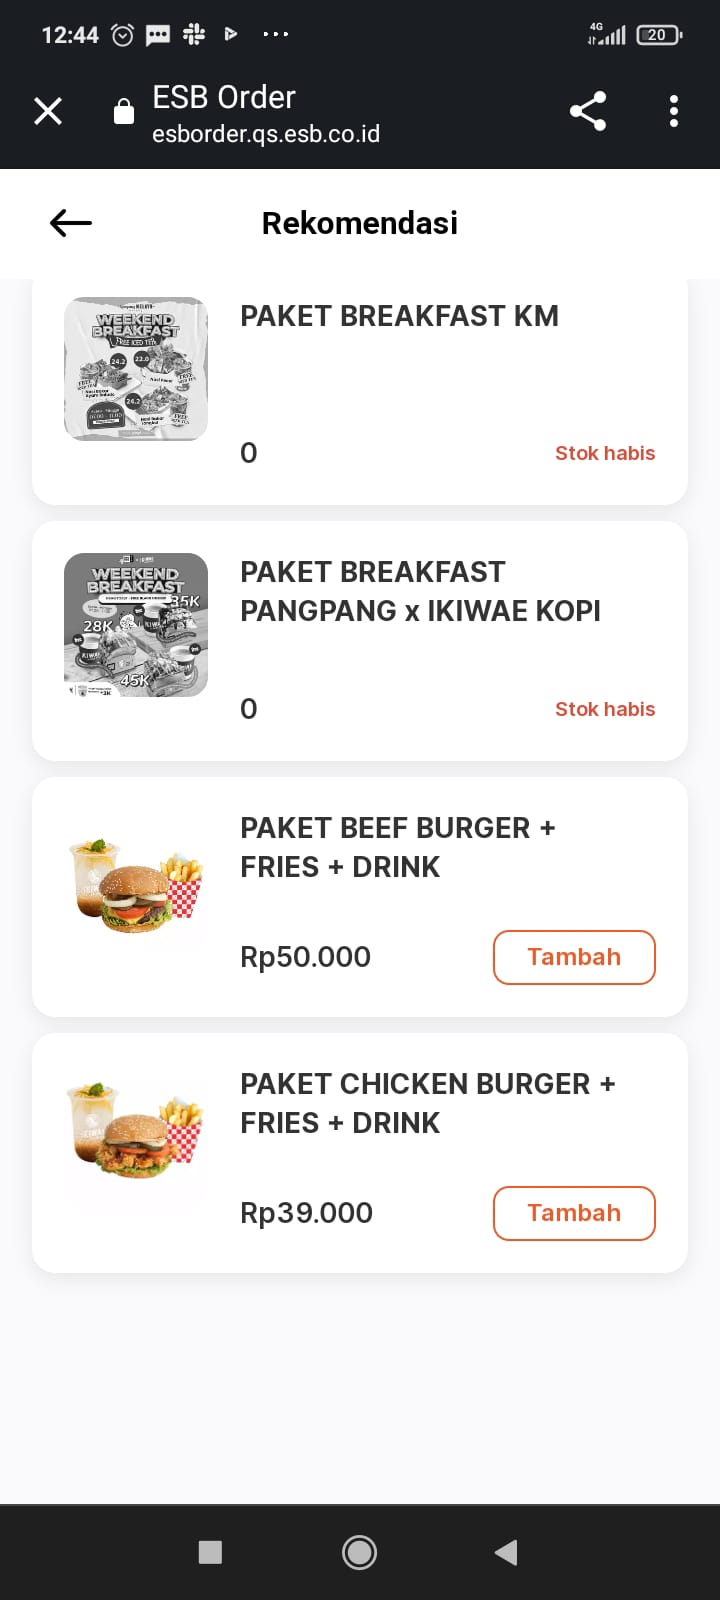 12:44
4G
20
ESB Order
esborder.qs.esb.co.id
Rekomendasi
WEEKEND
BREAKFAST
FREE ICED TEA
24.2
22.0
24.2
PAKET BREAKFAST KM
0
Stok habis
WEEKEND
BREAKFAST
35K
28K
45K
PAKET BREAKFAST
PANGPANG x IKIWAE KOPI
0
Stok habis
PAKET BEEF BURGER +
FRIES + DRINK
Rp50.000
Tambah
PAKET CHICKEN BURGER +
FRIES + DRINK
Rp39.000
Tambah